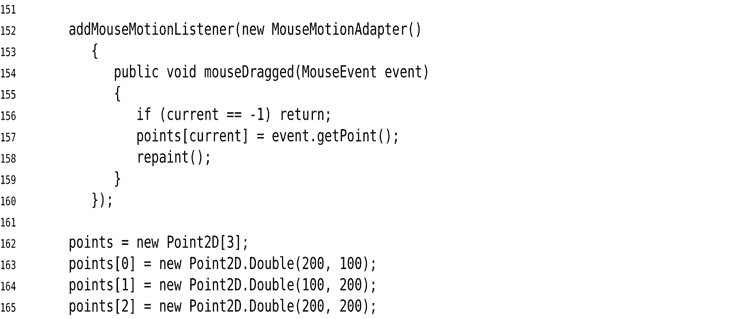 151
152       addMouseMotionListener(new MouseMotionAdapter()
153          {
154             public void mouseDragged(MouseEvent event)
155             {
156                if (current == -1) return;
157                points[current] = event.getPoint();
158                repaint();
159             }
160          });
161
162       points = new Point2D[3];
163       points[0] = new Point2D.Double(200, 100);
164       points[1] = new Point2D.Double(100, 200);
165       points[2] = new Point2D.Double(200, 200);